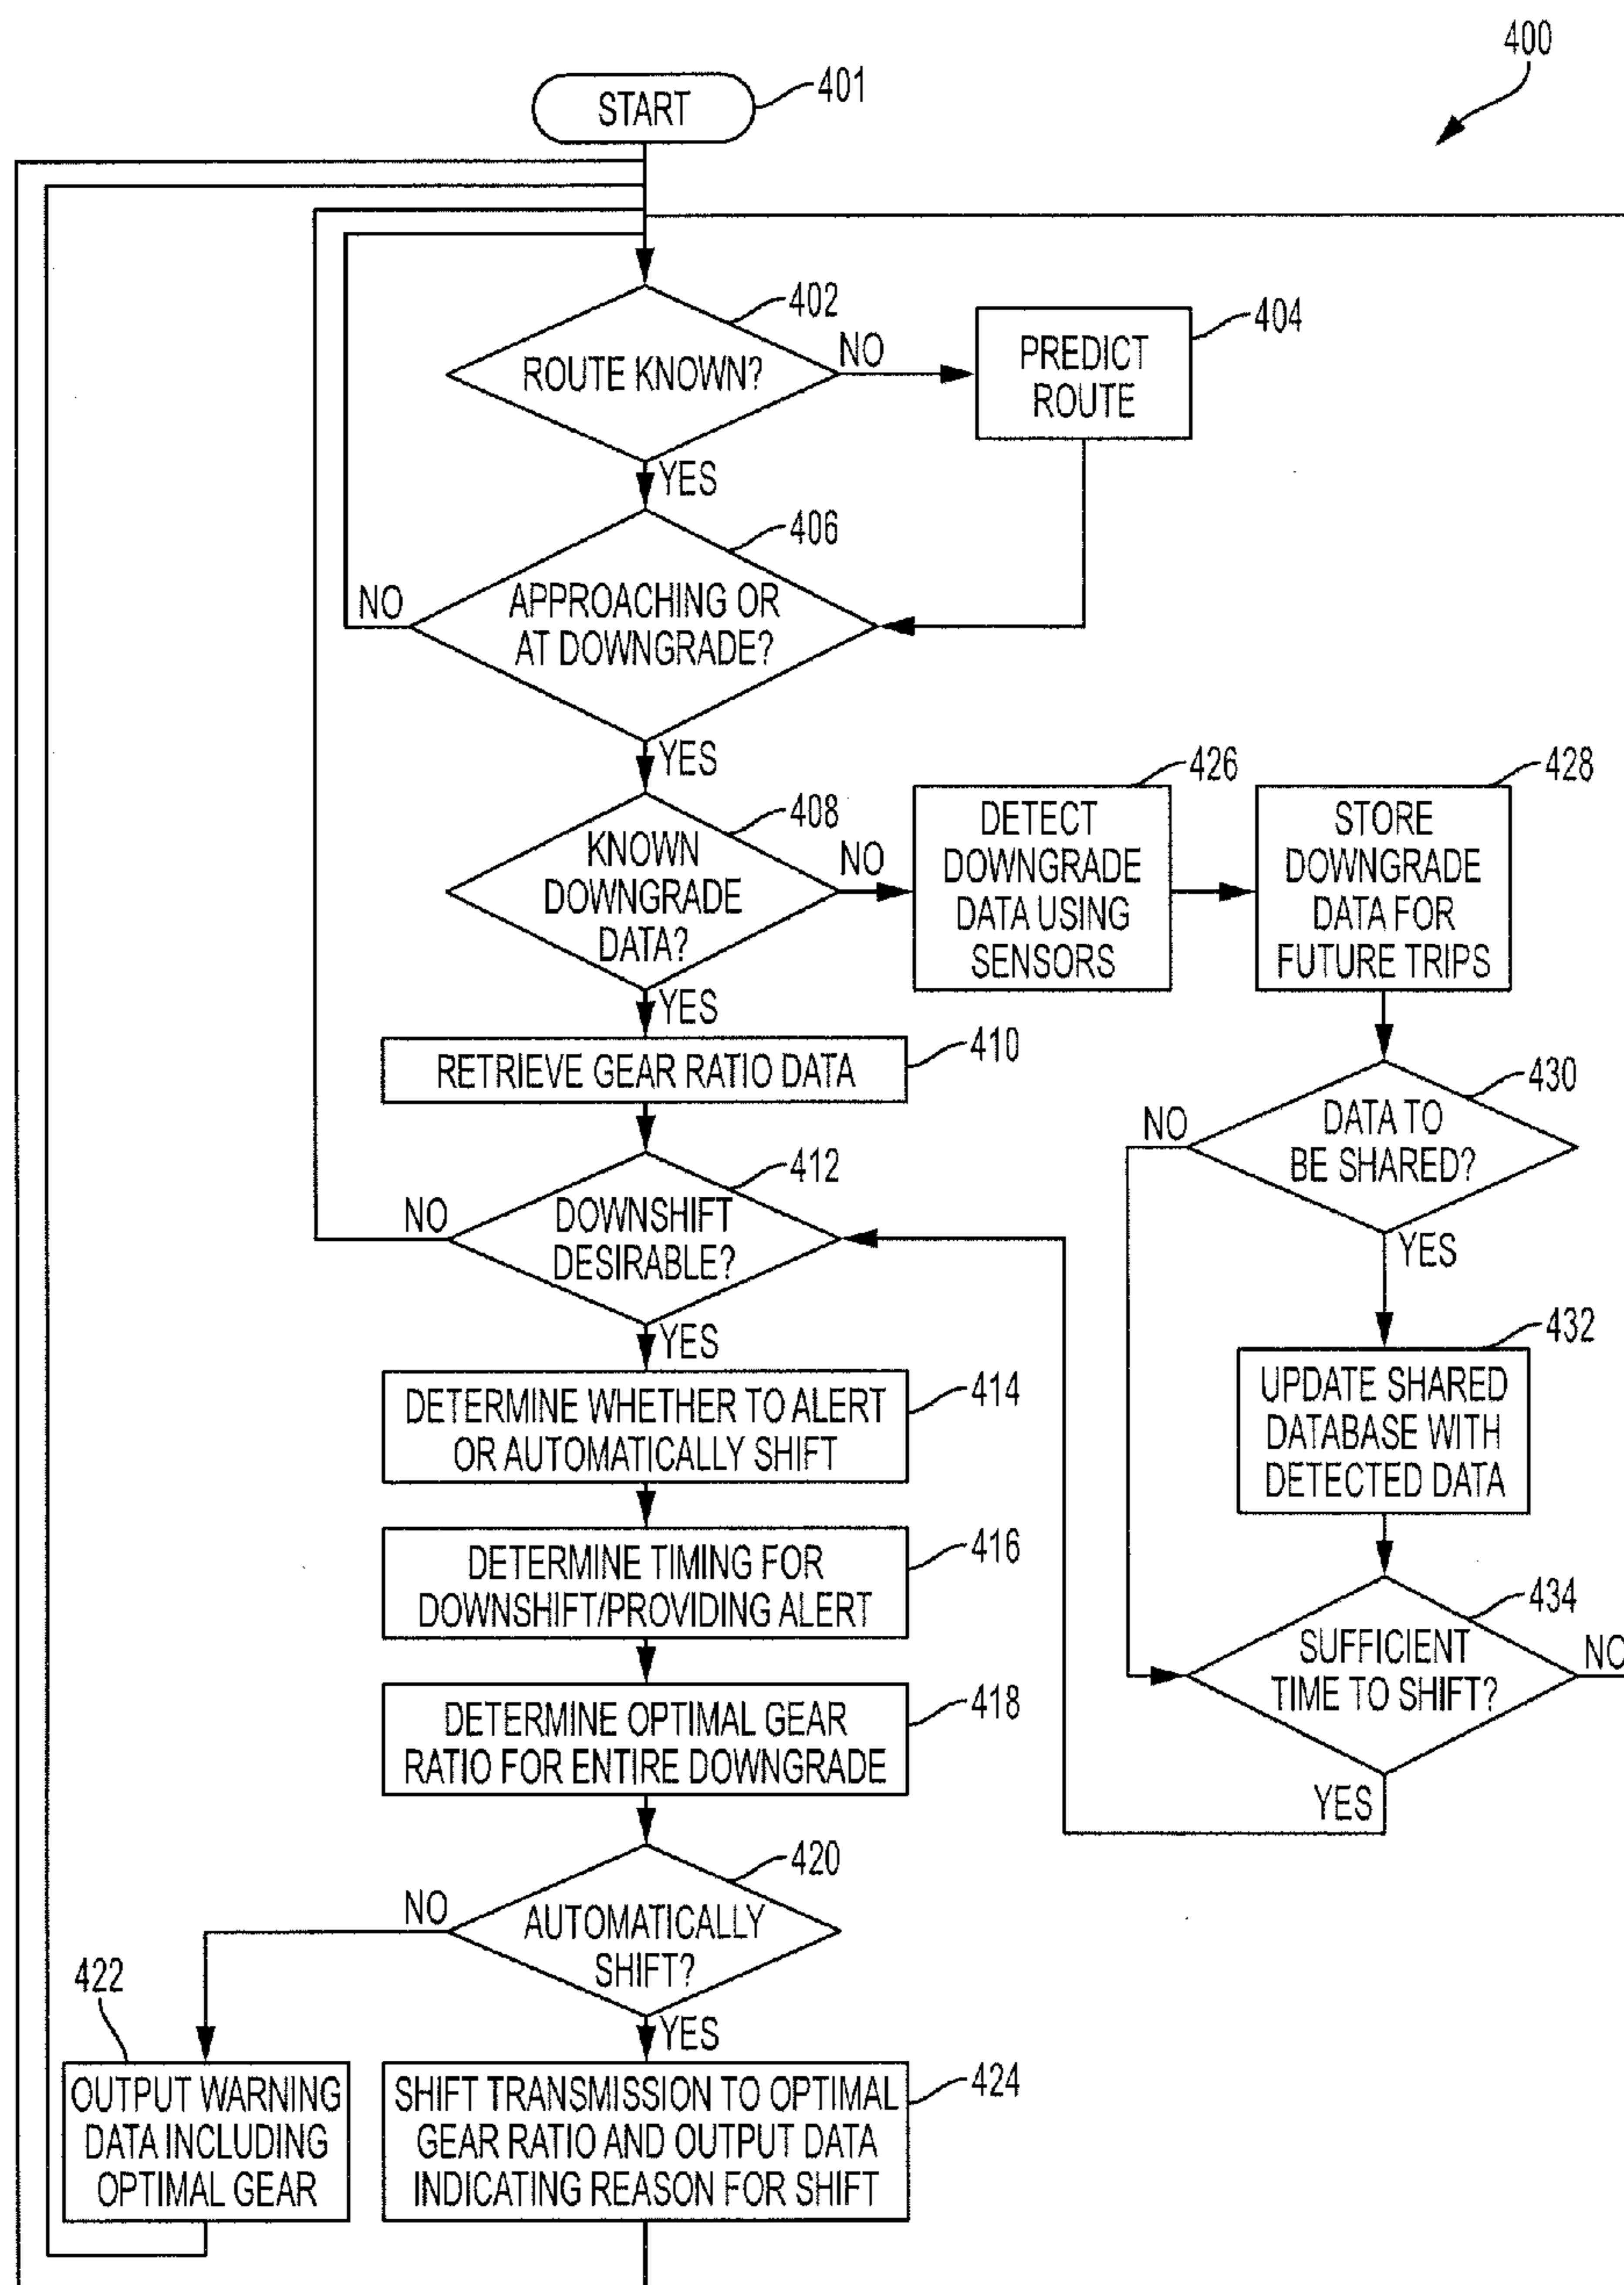 400
START
401
402
ROUTE KNOWN?
NO
404
PREDICT
ROUTE
YES
406
APPROACHING OR
AT DOWNGRADE?
NO
YES
408
KNOWN
DOWNGRADE
DATA?
NO
426
DETECT
DOWNGRADE
DATA USING
SENSORS
428
STORE
DOWNGRADE
DATA FOR
FUTURE TRIPS
YES
RETRIEVE GEAR RATIO DATA
410
430
DATA TO
BE SHARED?
NO
YES
412
DOWNSHIFT
DESIRABLE?
NO
YES
432
UPDATE SHARED
DATABASE WITH
DETECTED DATA
DETERMINE WHETHER TO ALERT
OR AUTOMATICALLY SHIFT
414
DETERMINE TIMING FOR
DOWNSHIFT/PROVIDING ALERT
416
434
SUFFICIENT
TIME TO SHIFT?
NO
YES
DETERMINE OPTIMAL GEAR
RATIO FOR ENTIRE DOWNGRADE
418
420
AUTOMATICALLY
SHIFT?
NO
YES
422
OUTPUT WARNING
DATA INCLUDING
OPTIMAL GEAR
SHIFT TRANSMISSION TO OPTIMAL
GEAR RATIO AND OUTPUT DATA
INDICATING REASON FOR SHIFT
424